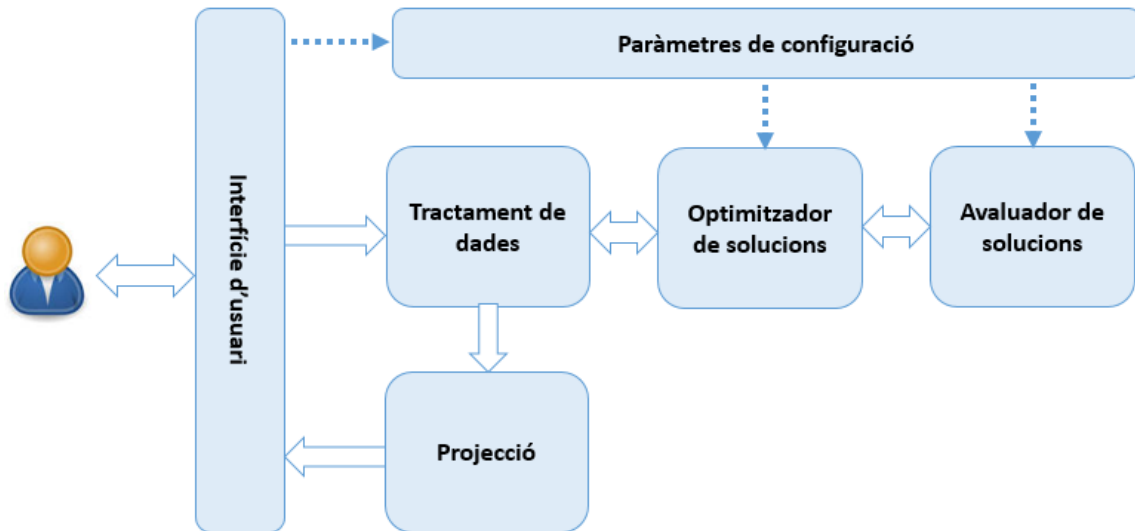 Paràmetres de configuració
Interfície d'usuari
Tractament de
dades
Optimitzador
de solucions
Avaluador de
solucions
Projecció